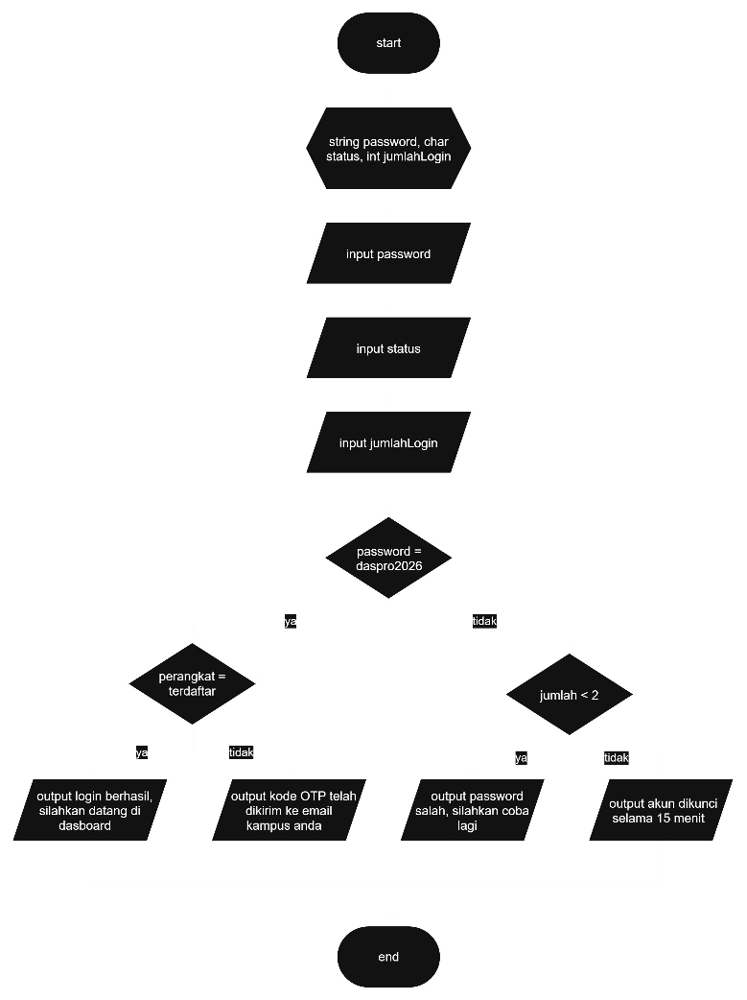 start
string password, char
status, int jumlahLogin
input password
input status
input jumlahLogin
password =
daspro2026
ya
tidak
perangkat =
terdaftar
jumlah < 2
ya
tidak
ya
tidak
output login berhasil,
silahkan datang di
dasboard
output kode OTP telah
dikirim ke email
kampus anda
output password
salah, silahkan coba
lagi
output akun dikunci
selama 15 menit
end